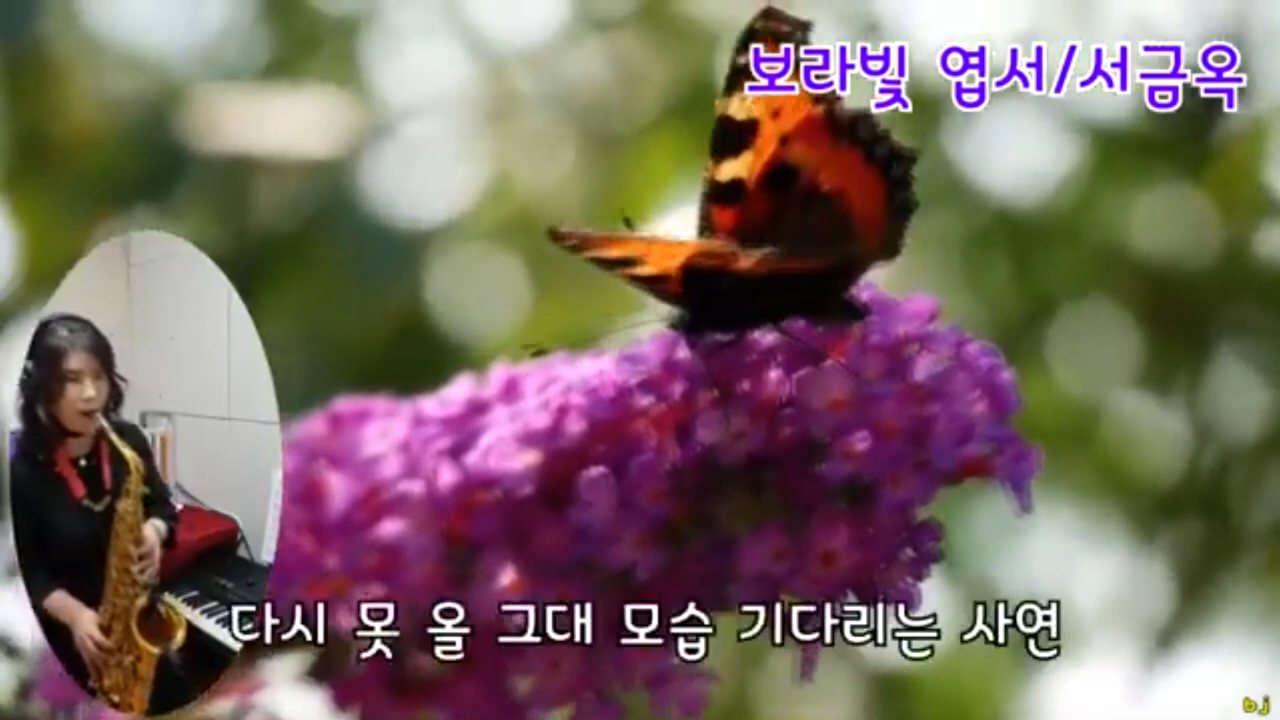 보라빛 엽서/서금옥
다시 못 올 그대 모습 기다리는 사연
bj